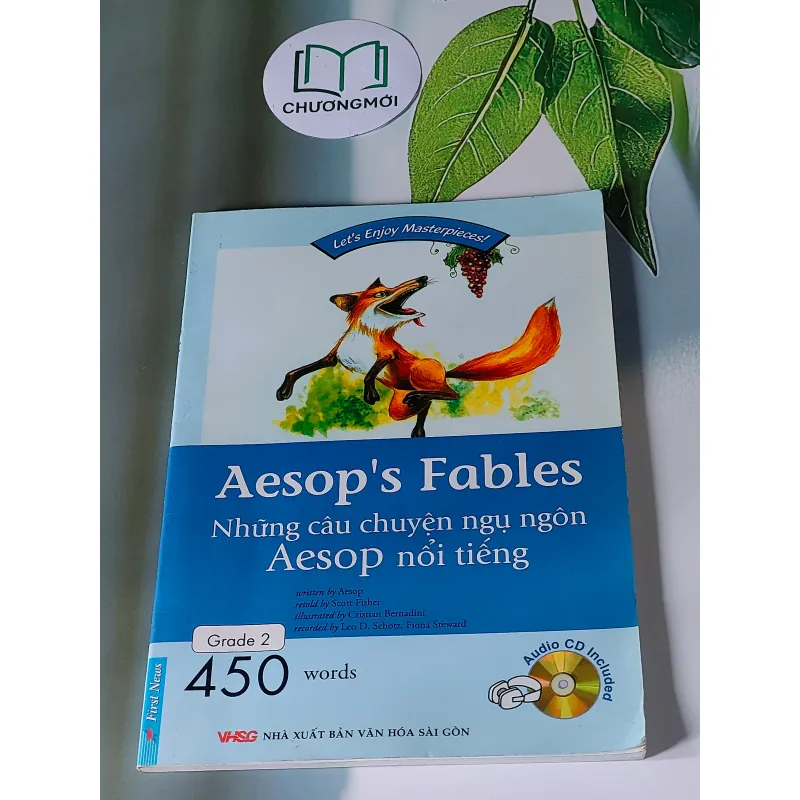 CHƯƠNGMỚI
Let's Enjoy Masterpieces!
Aesop's Fables
Những câu chuyện ngụ ngôn
Aesop nổi tiếng
written by Aesop
retold by Scott Fisher
illustrated by Cristian Bernadini
recorded by Leo D. Schotz, Fiona Steward
Grade 2
450 words
Audio CD Included
First News
VHSG NHÀ XUẤT BẢN VĂN HÓA SÀI GÒN